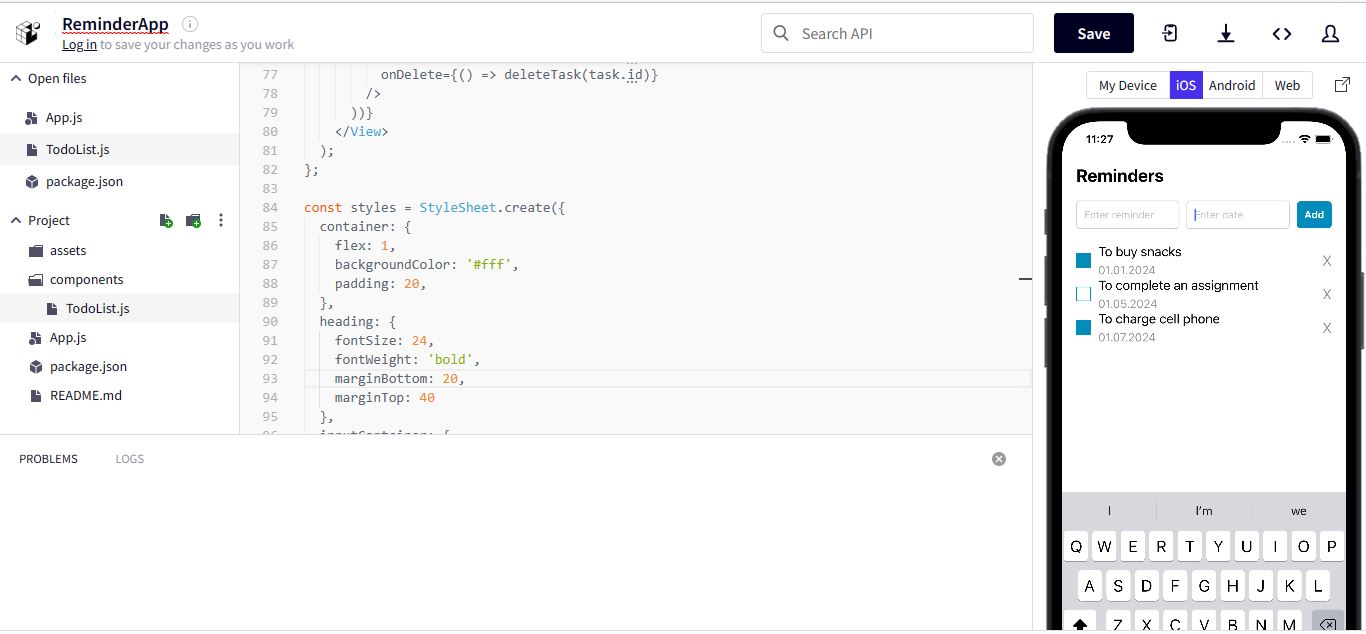 ReminderApp
Log in to save your changes as you work
Search API
Save
Open files
App.js
TodoList.js
package.json
Project
assets
components
TodoList.js
App.js
package.json
README.md
77 onDelete={() => deleteTask(task.id)}
78 />
79 ))}
80 </View>
81 );
82 };
83
84 const styles = StyleSheet.create({
85 container: {
86 flex: 1,
87 backgroundColor: '#fff',
88 padding: 20,
89 },
90 heading: {
91 fontSize: 24,
92 fontWeight: 'bold',
93 marginBottom: 20,
94 marginTop: 40
95 },
96 inputContainer: {
PROBLEMS LOGS
My Device iOS Android Web
11:27
Reminders
Enter reminder Enter date Add
To buy snacks
01.01.2024
X
To complete an assignment
01.05.2024
X
To charge cell phone
01.07.2024
X
I I'm we
Q W E R T Y U I O P
A S D F G H J K L
Z X C V B N M